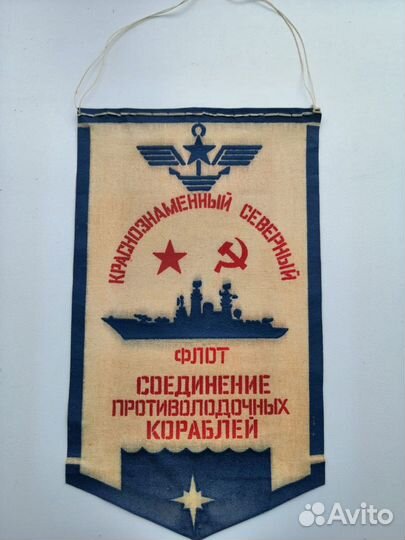 КРАСНОЗНАМЕННЫЙ СЕВЕРНЫЙ
ФЛОТ
СОЕДИНЕНИЕ
ПРОТИВОЛОДОЧНЫХ
КОРАБЛЕЙ
Avito